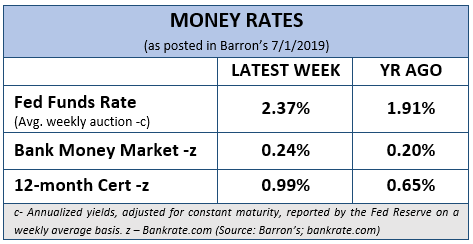 MONEY RATES
(as posted in Barron's 7/1/2019)
LATEST WEEK YR AGO
Fed Funds Rate
(Avg. weekly auction -c) 2.37% 1.91%
Bank Money Market -z 0.24% 0.20%
12-month Cert -z 0.99% 0.65%
c- Annualized yields, adjusted for constant maturity, reported by the Fed Reserve on a
weekly average basis. z – Bankrate.com (Source: Barron's; bankrate.com)